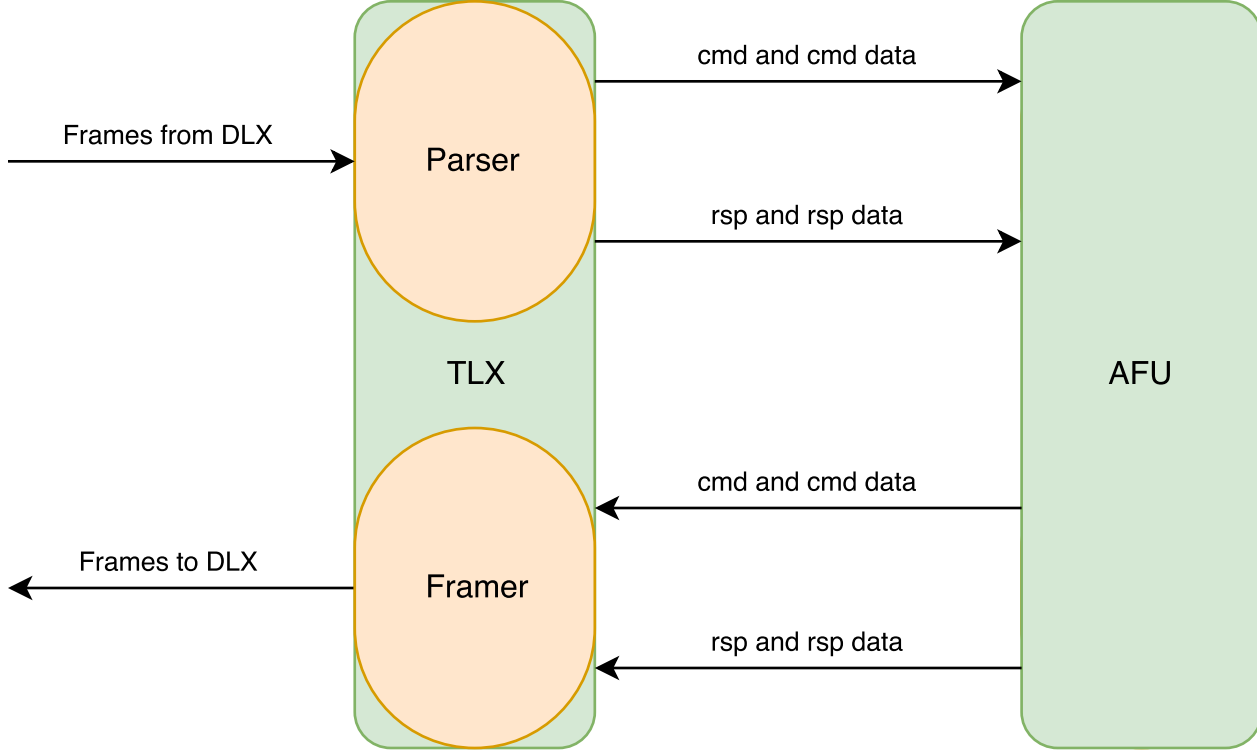 cmd and cmd data
Frames from DLX
Parser
rsp and rsp data
TLX
AFU
cmd and cmd data
Frames to DLX
Framer
rsp and rsp data